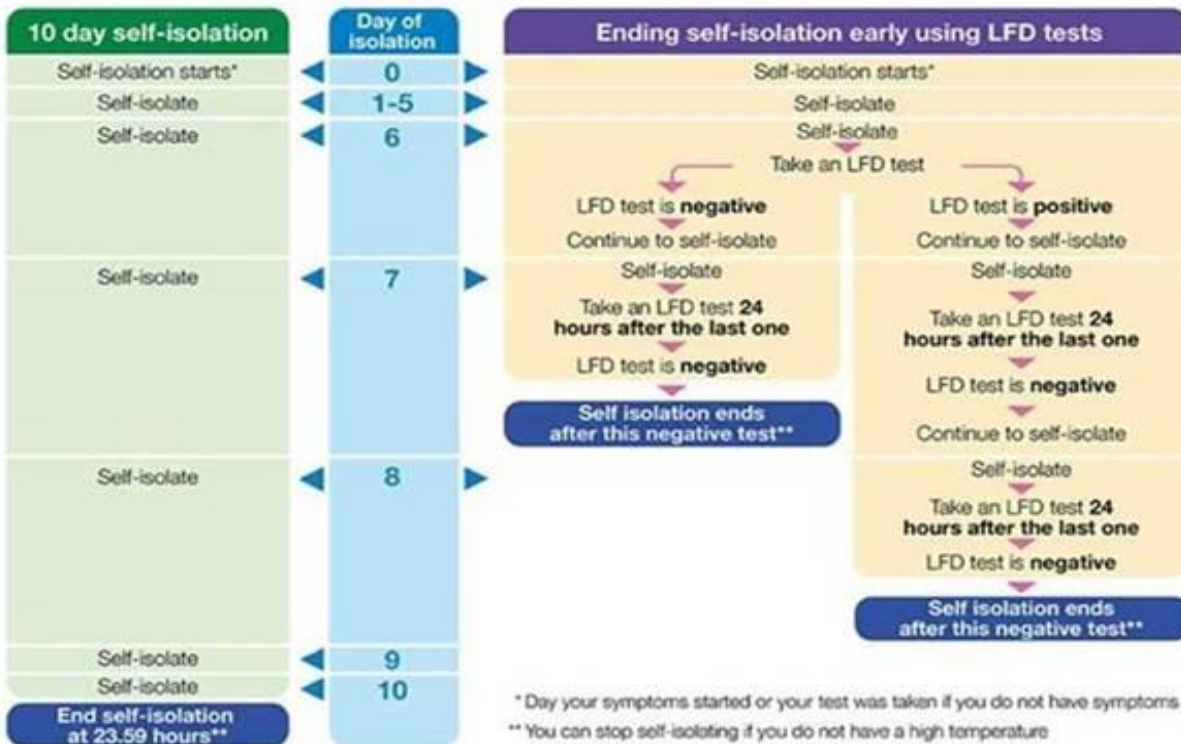 10 day self-isolation
Day of
isolation
Ending self-isolation early using LFD tests
Self-isolation starts*
0
Self-isolation starts*
Self-isolate
1-5
Self-isolate
Self-isolate
6
Self-isolate
Take an LFD test
LFD test is negative
LFD test is positive
Continue to self-isolate
Continue to self-isolate
Self-isolate
7
Self-isolate
Self-isolate
Take an LFD test 24
hours after the last one
Take an LFD test 24
hours after the last one
LFD test is negative
LFD test is negative
Self isolation ends
after this negative test**
Continue to self-isolate
Self-isolate
8
Self-isolate
Take an LFD test 24
hours after the last one
LFD test is negative
Self isolation ends
after this negative test**
Self-isolate
9
Self-isolate
10
End self-isolation
at 23.59 hours**
* Day your symptoms started or your test was taken if you do not have symptoms
** You can stop self-isolating if you do not have a high temperature